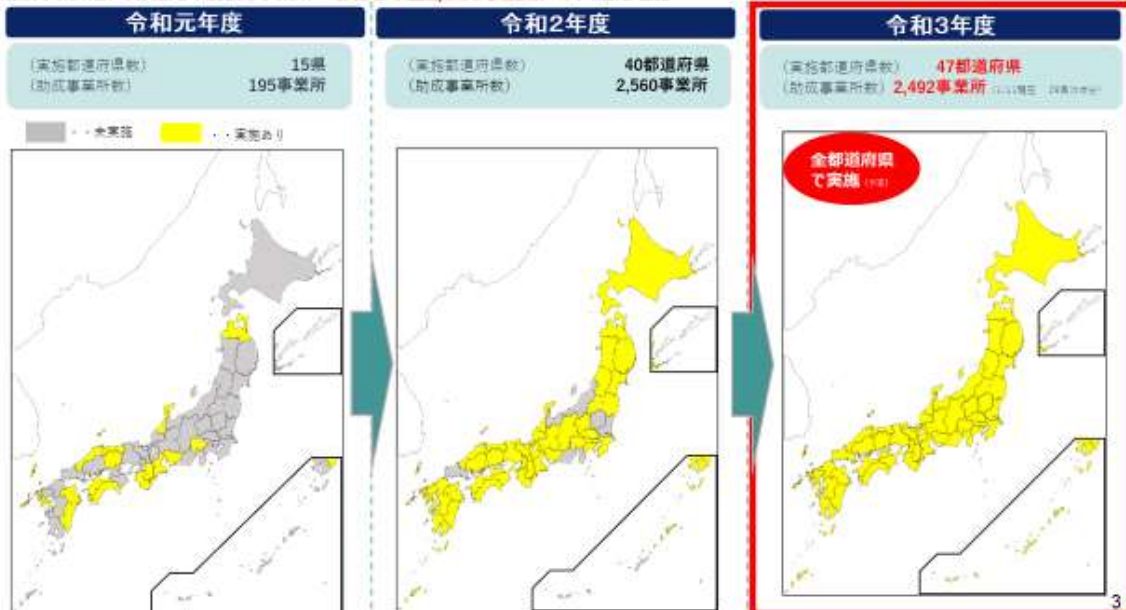 令和元年度
(実施都道府県数) 15県
(助成事業所数) 195事業所
・・未実施 ・・実施あり
令和2年度
(実施都道府県数) 40都道府県
(助成事業所数) 2,560事業所
令和3年度
(実施都道府県数) 47都道府県
(助成事業所数) 2,492事業所
全都道府県
で実施
3